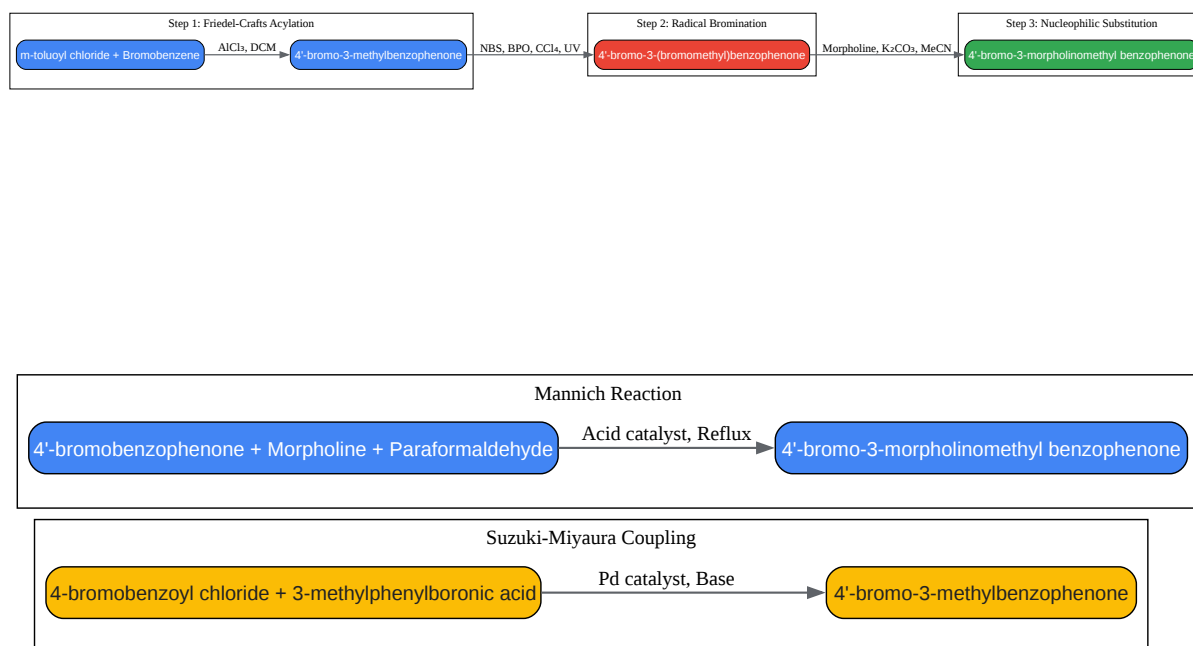 Step 1: Friedel-Crafts Acylation
m-toluoyl chloride + Bromobenzene
AlCl₃, DCM
4'-bromo-3-methylbenzophenone
NBS, BPO, CCl₄, UV
Step 2: Radical Bromination
4'-bromo-3-(bromomethyl)benzophenone
Morpholine, K₂CO₃, MeCN
Step 3: Nucleophilic Substitution
4'-bromo-3-morpholinomethyl benzophenone
Mannich Reaction
4'-bromobenzophenone + Morpholine + Paraformaldehyde
Acid catalyst, Reflux
4'-bromo-3-morpholinomethyl benzophenone
Suzuki-Miyaura Coupling
4-bromobenzoyl chloride + 3-methylphenylboronic acid
Pd catalyst, Base
4'-bromo-3-methylbenzophenone